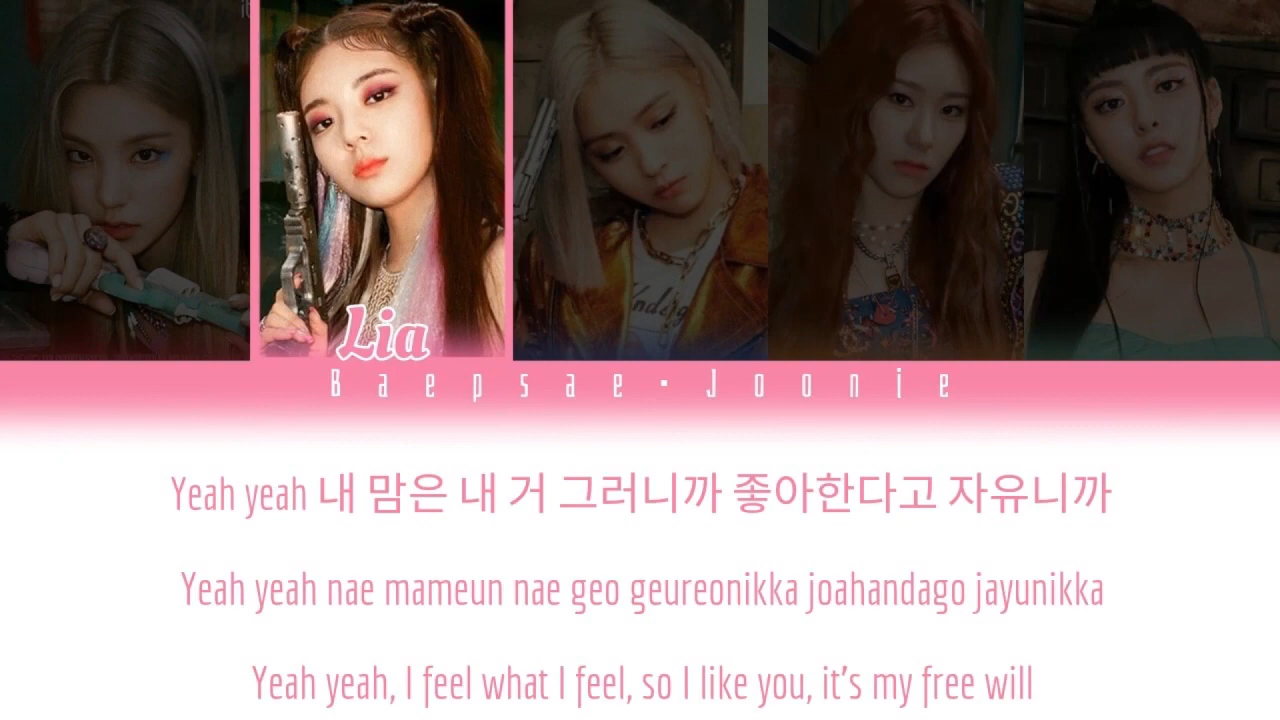 Lia
Baepsae·Joonie
Yeah yeah 내 맘은 내 거 그러니까 좋아한다고 자유니까
Yeah yeah nae mameun nae geo geureonikka joahandago jayunikka
Yeah yeah, I feel what I feel, so I like you, it's my free will